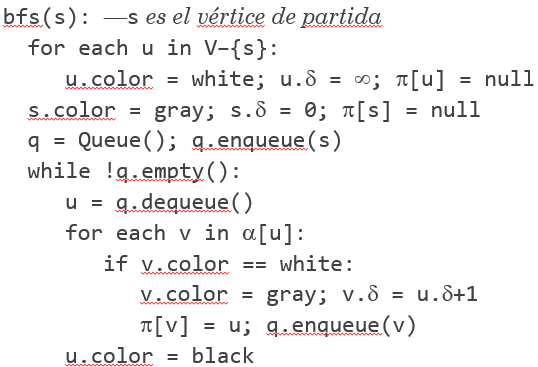 bfs(s): —s es el vértice de partida
for each u in V–{s}:
u.color = white; u.δ = ∞; π[u] = null
s.color = gray; s.δ = 0; π[s] = null
q = Queue(); q.enqueue(s)
while !q.empty():
u = q.dequeue()
for each v in α[u]:
if v.color == white:
v.color = gray; v.δ = u.δ+1
π[v] = u; q.enqueue(v)
u.color = black